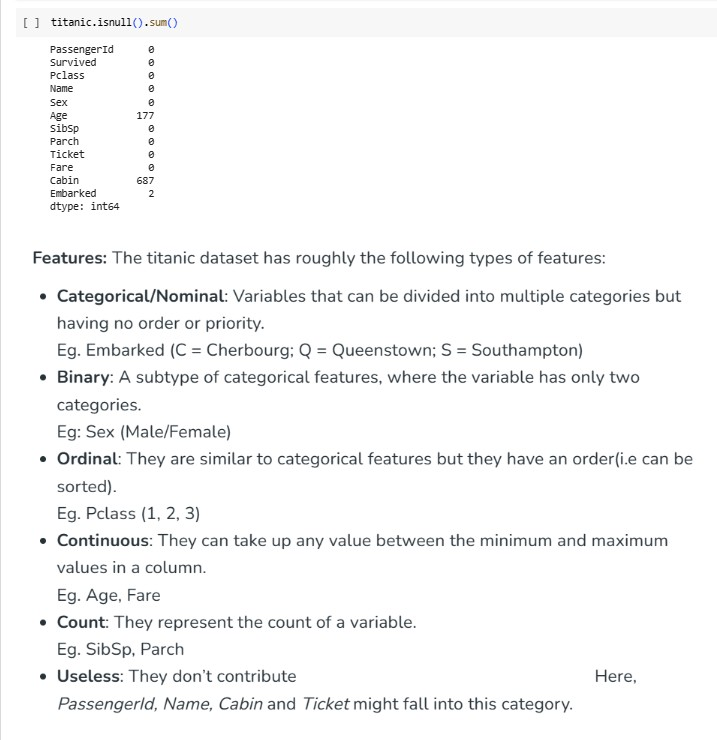 [ ] titanic.isnull().sum()
PassengerId 0
Survived 0
Pclass 0
Name 0
Sex 0
Age 177
SibSp 0
Parch 0
Ticket 0
Fare 0
Cabin 687
Embarked 2
dtype: int64
Features: The titanic dataset has roughly the following types of features:
• Categorical/Nominal: Variables that can be divided into multiple categories but
having no order or priority.
Eg. Embarked (C = Cherbourg; Q = Queenstown; S = Southampton)
• Binary: A subtype of categorical features, where the variable has only two
categories.
Eg: Sex (Male/Female)
• Ordinal: They are similar to categorical features but they have an order(i.e can be
sorted).
Eg. Pclass (1, 2, 3)
• Continuous: They can take up any value between the minimum and maximum
values in a column.
Eg. Age, Fare
• Count: They represent the count of a variable.
Eg. SibSp, Parch
• Useless: They don't contribute Here,
PassengerId, Name, Cabin and Ticket might fall into this category.